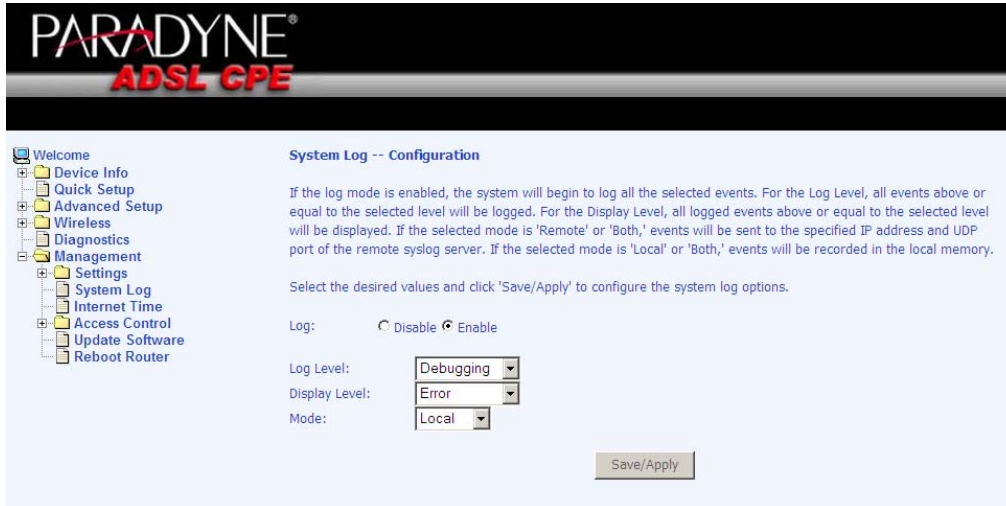 PARADYNE®
ADSL CPE
Welcome
Device Info
Quick Setup
Advanced Setup
Wireless
Diagnostics
Management
Settings
System Log
Internet Time
Access Control
Update Software
Reboot Router
System Log -- Configuration
If the log mode is enabled, the system will begin to log all the selected events. For the Log Level, all events above or
equal to the selected level will be logged. For the Display Level, all logged events above or equal to the selected level
will be displayed. If the selected mode is 'Remote' or 'Both,' events will be sent to the specified IP address and UDP
port of the remote syslog server. If the selected mode is 'Local' or 'Both,' events will be recorded in the local memory.
Select the desired values and click 'Save/Apply' to configure the system log options.
Log: Disable Enable
Log Level: Debugging
Display Level: Error
Mode: Local
Save/Apply